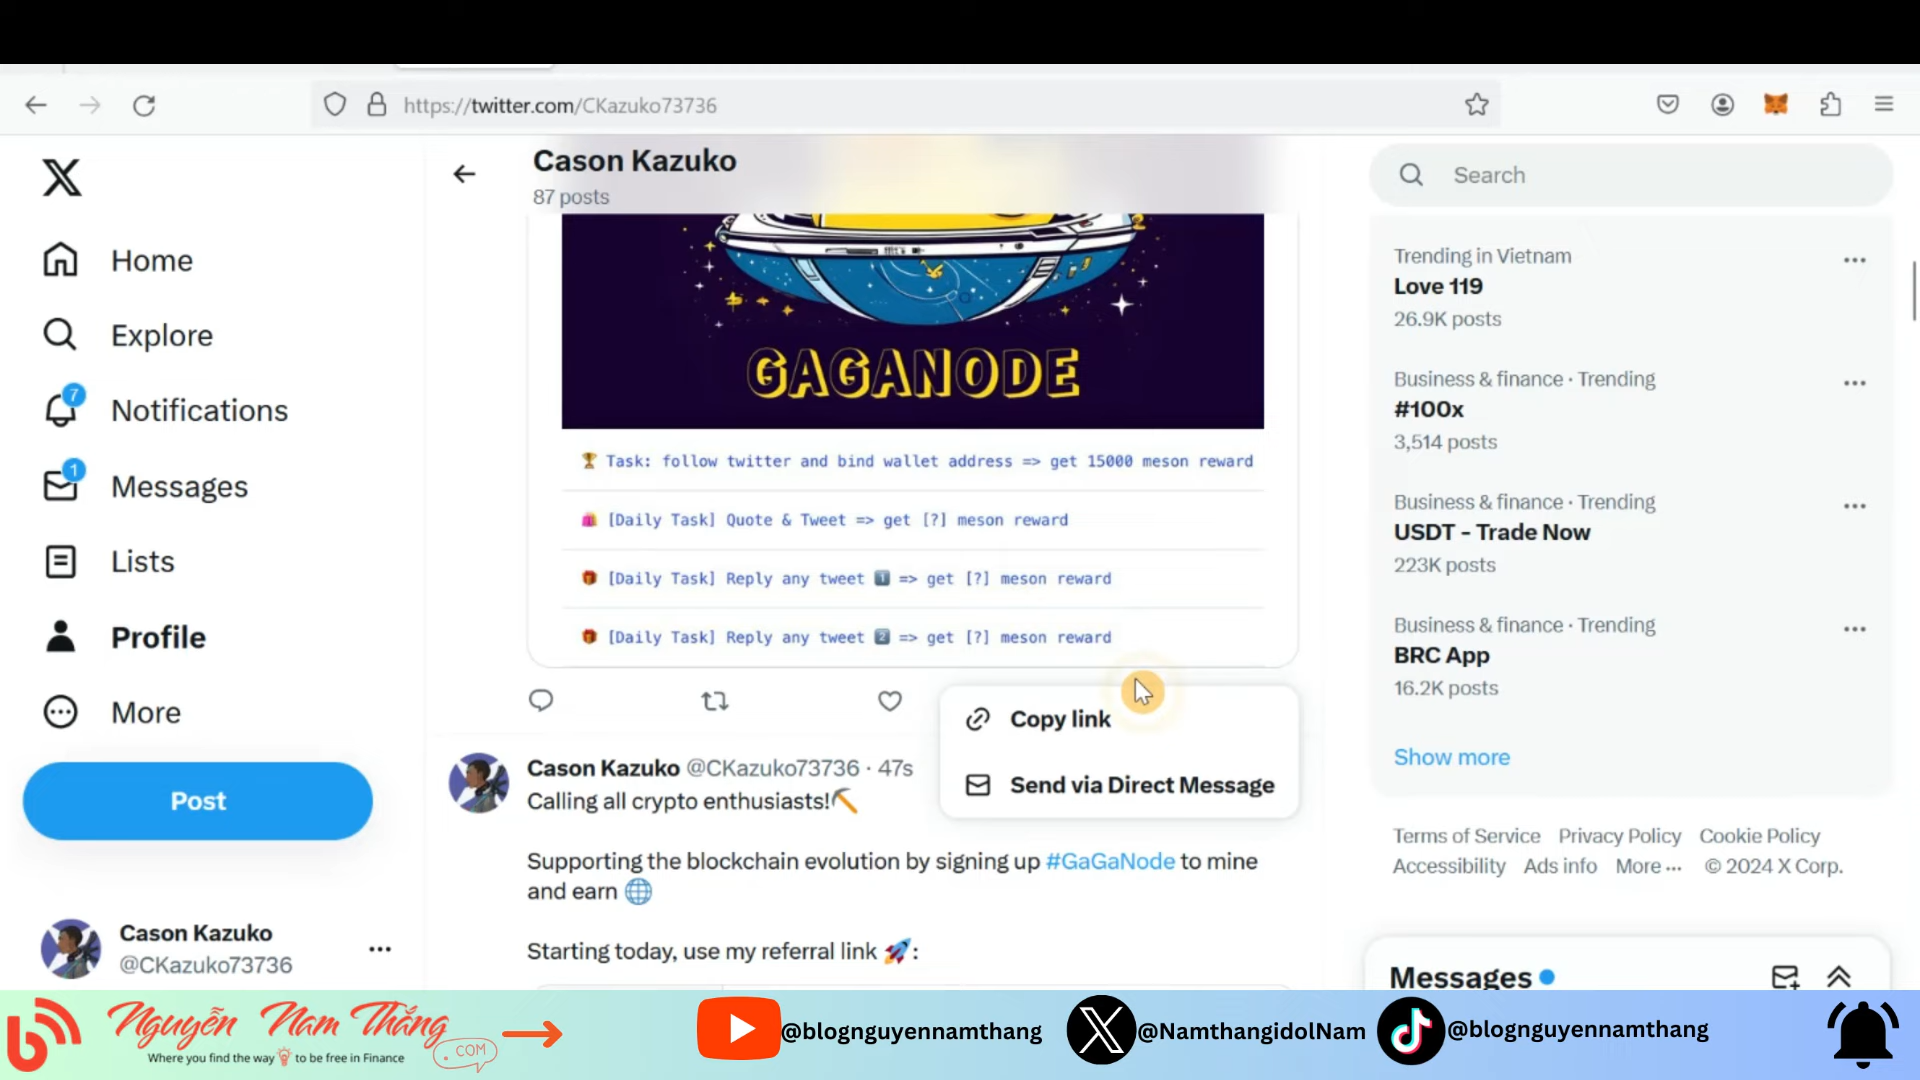 https://twitter.com/CKazuko73736
Cason Kazuko
87 posts
Home
Explore
7
Notifications
1
Messages
Lists
Profile
More
Post
Cason Kazuko
@CKazuko73736
GAGANODE
Task: follow twitter and bind wallet address => get 15000 meson reward
[Daily Task] Quote & Tweet => get [?] meson reward
[Daily Task] Reply any tweet 1 => get [?] meson reward
[Daily Task] Reply any tweet 2 => get [?] meson reward
Copy link
Send via Direct Message
Cason Kazuko @CKazuko73736 · 47s
Calling all crypto enthusiasts!
Supporting the blockchain evolution by signing up #GaGaNode to mine
and earn
Starting today, use my referral link :
Search
Trending in Vietnam
Love 119
26.9K posts
Business & finance · Trending
#100x
3,514 posts
Business & finance · Trending
USDT - Trade Now
223K posts
Business & finance · Trending
BRC App
16.2K posts
Show more
Terms of Service Privacy Policy Cookie Policy
Accessibility Ads info More ··· © 2024 X Corp.
Messages
Nguyễn Nam Thắng
.COM
Where you find the way to be free in Finance
@blognguyennamthang
@NamthangidolNam
@blognguyennamthang